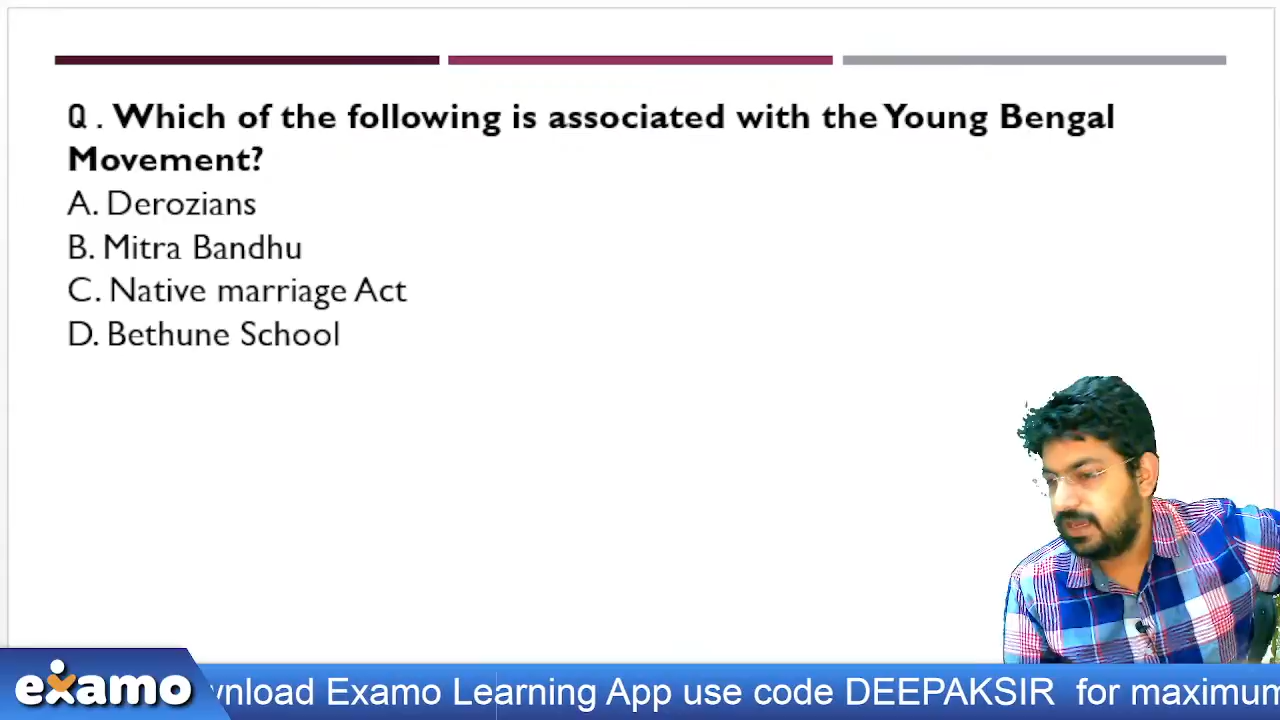 Q . Which of the following is associated with the Young Bengal
Movement?
A. Derozians
B. Mitra Bandhu
C. Native marriage Act
D. Bethune School
examo
wnload Examo Learning App use code DEEPAKSIR for maximum